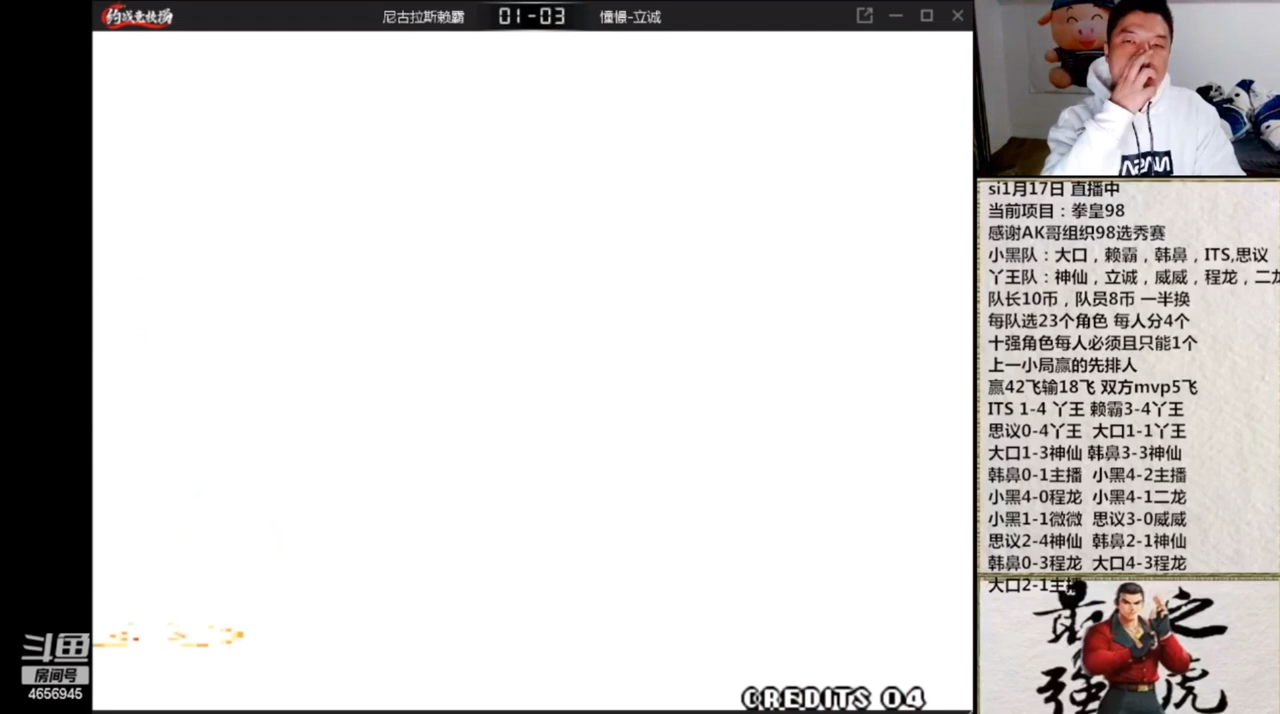 约战竞技场 尼古拉斯赖霸 01-03 憧憬-立诚
si1月17日 直播中
当前项目：拳皇98
感谢AK哥组织98选秀赛
小黑队：大口，赖霸，韩鼻，ITS,思议
丫王队：神仙，立诚，威威，程龙，二龙
队长10币，队员8币 一半换
每队选23个角色 每人分4个
十强角色每人必须且只能1个
上一小局赢的先排人
赢42飞输18飞 双方mvp5飞
ITS 1-4 丫王 赖霸3-4丫王
思议0-4丫王 大口1-1丫王
大口1-3神仙 韩鼻3-3神仙
韩鼻0-1主播 小黑4-2主播
小黑4-0程龙 小黑4-1二龙
小黑1-1微微 思议3-0威威
思议2-4神仙 韩鼻2-1神仙
韩鼻0-3程龙 大口4-3程龙
大口2-1主播
最 之
强 虎
斗鱼
房间号
4656945
CREDITS 04